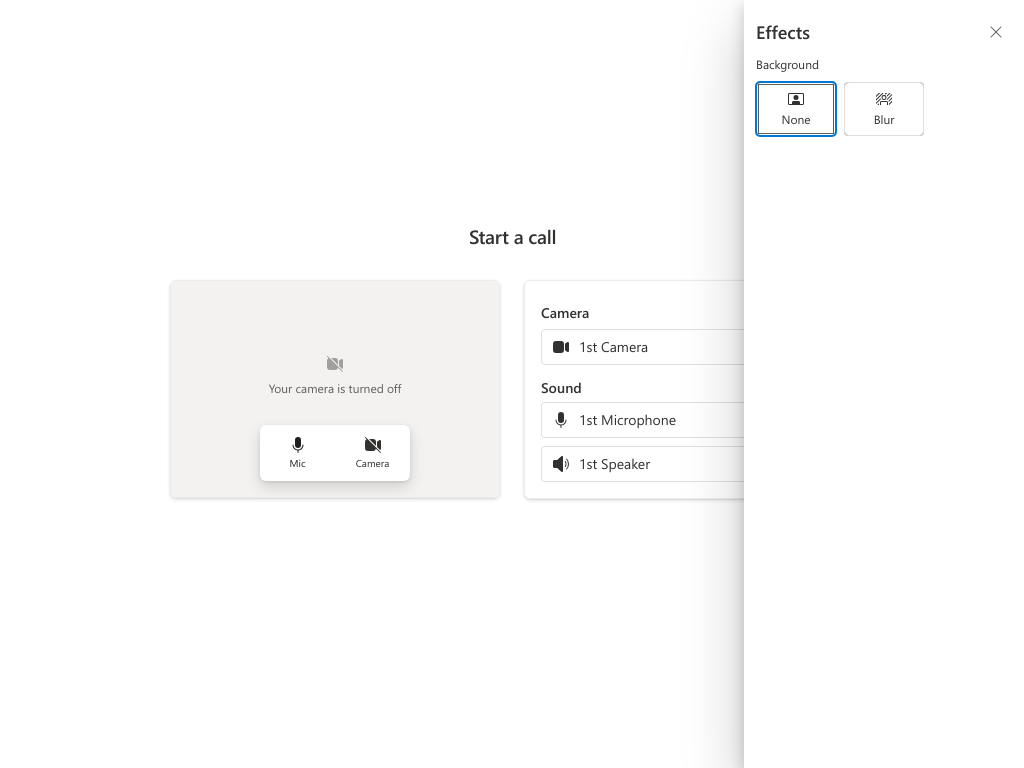 Effects
Background
None
Blur
Start a call
Your camera is turned off
Mic
Camera
Camera
1st Camera
Sound
1st Microphone
1st Speaker